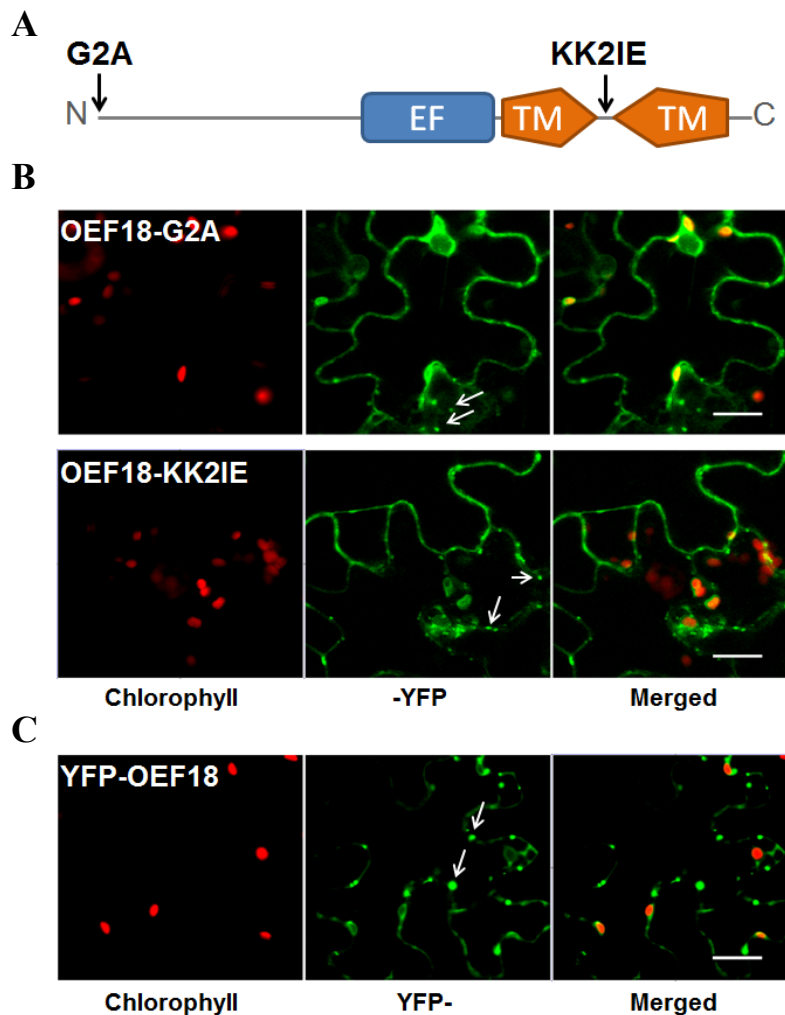 A
G2A KK2IE
N EF TM TM C
B
OEF18-G2A
OEF18-KK2IE
Chlorophyll -YFP Merged
C
YFP-OEF18
Chlorophyll YFP- Merged